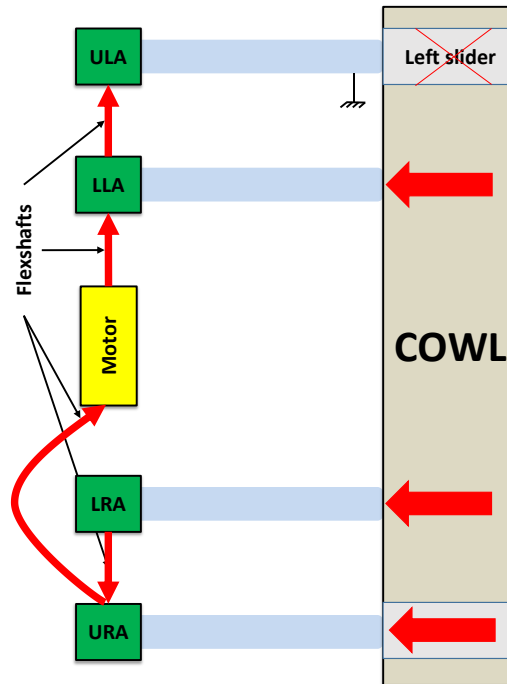 ULA
Left slider
LLA
Flexshafts
Motor
COWL
LRA
URA